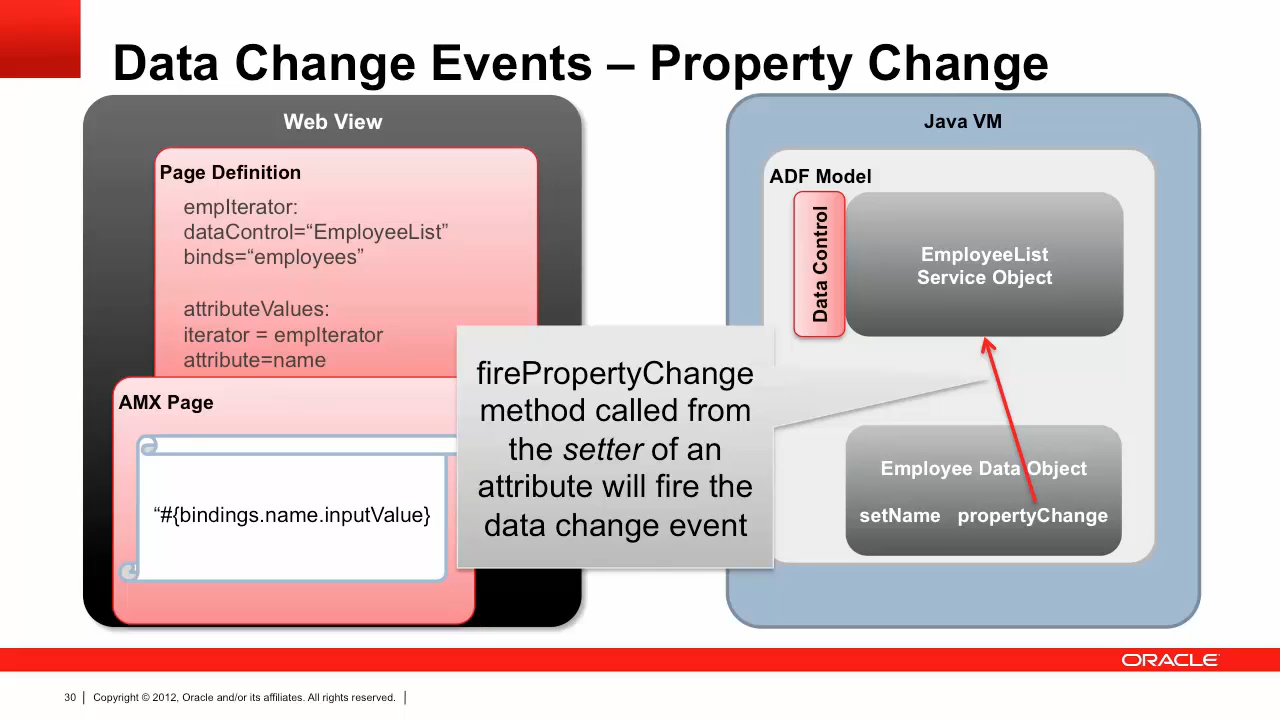 Data Change Events – Property Change
Web View
Page Definition
empIterator:
dataControl=“EmployeeList”
binds=“employees”
attributeValues:
iterator = empIterator
attribute=name
AMX Page
“#{bindings.name.inputValue}
firePropertyChange
method called from
the setter of an
attribute will fire the
data change event
Java VM
ADF Model
Data Control
EmployeeList
Service Object
Employee Data Object
setName propertyChange
ORACLE
30 | Copyright © 2012, Oracle and/or its affiliates. All rights reserved. |